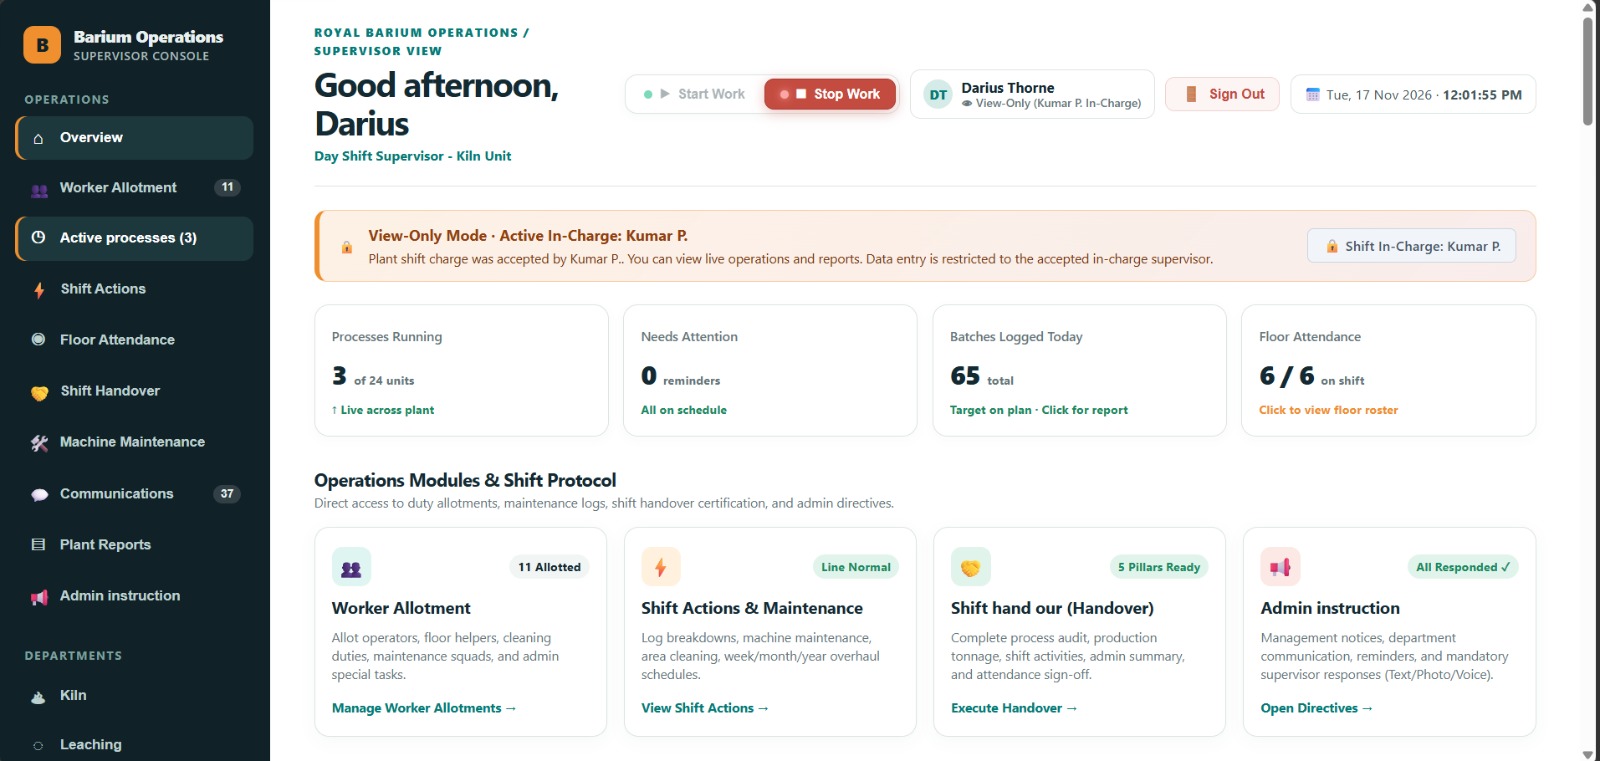 B
Barium Operations
SUPERVISOR CONSOLE
OPERATIONS
Overview
Worker Allotment 11
Active processes (3)
Shift Actions
Floor Attendance
Shift Handover
Machine Maintenance
Communications 37
Plant Reports
Admin instruction
DEPARTMENTS
Kiln
Leaching
ROYAL BARIUM OPERATIONS /
SUPERVISOR VIEW
Good afternoon,
Darius
Day Shift Supervisor - Kiln Unit
Start Work
Stop Work
DT
Darius Thorne
View-Only (Kumar P. In-Charge)
Sign Out
Tue, 17 Nov 2026 · 12:01:55 PM
View-Only Mode · Active In-Charge: Kumar P.
Plant shift charge was accepted by Kumar P.. You can view live operations and reports. Data entry is restricted to the accepted in-charge supervisor.
Shift In-Charge: Kumar P.
Processes Running
3 of 24 units
↑ Live across plant
Needs Attention
0 reminders
All on schedule
Batches Logged Today
65 total
Target on plan · Click for report
Floor Attendance
6 / 6 on shift
Click to view floor roster
Operations Modules & Shift Protocol
Direct access to duty allotments, maintenance logs, shift handover certification, and admin directives.
11 Allotted
Worker Allotment
Allot operators, floor helpers, cleaning
duties, maintenance squads, and admin
special tasks.
Manage Worker Allotments →
Line Normal
Shift Actions & Maintenance
Log breakdowns, machine maintenance,
area cleaning, week/month/year overhaul
schedules.
View Shift Actions →
5 Pillars Ready
Shift hand our (Handover)
Complete process audit, production
tonnage, shift activities, admin summary,
and attendance sign-off.
Execute Handover →
All Responded ✓
Admin instruction
Management notices, department
communication, reminders, and mandatory
supervisor responses (Text/Photo/Voice).
Open Directives →